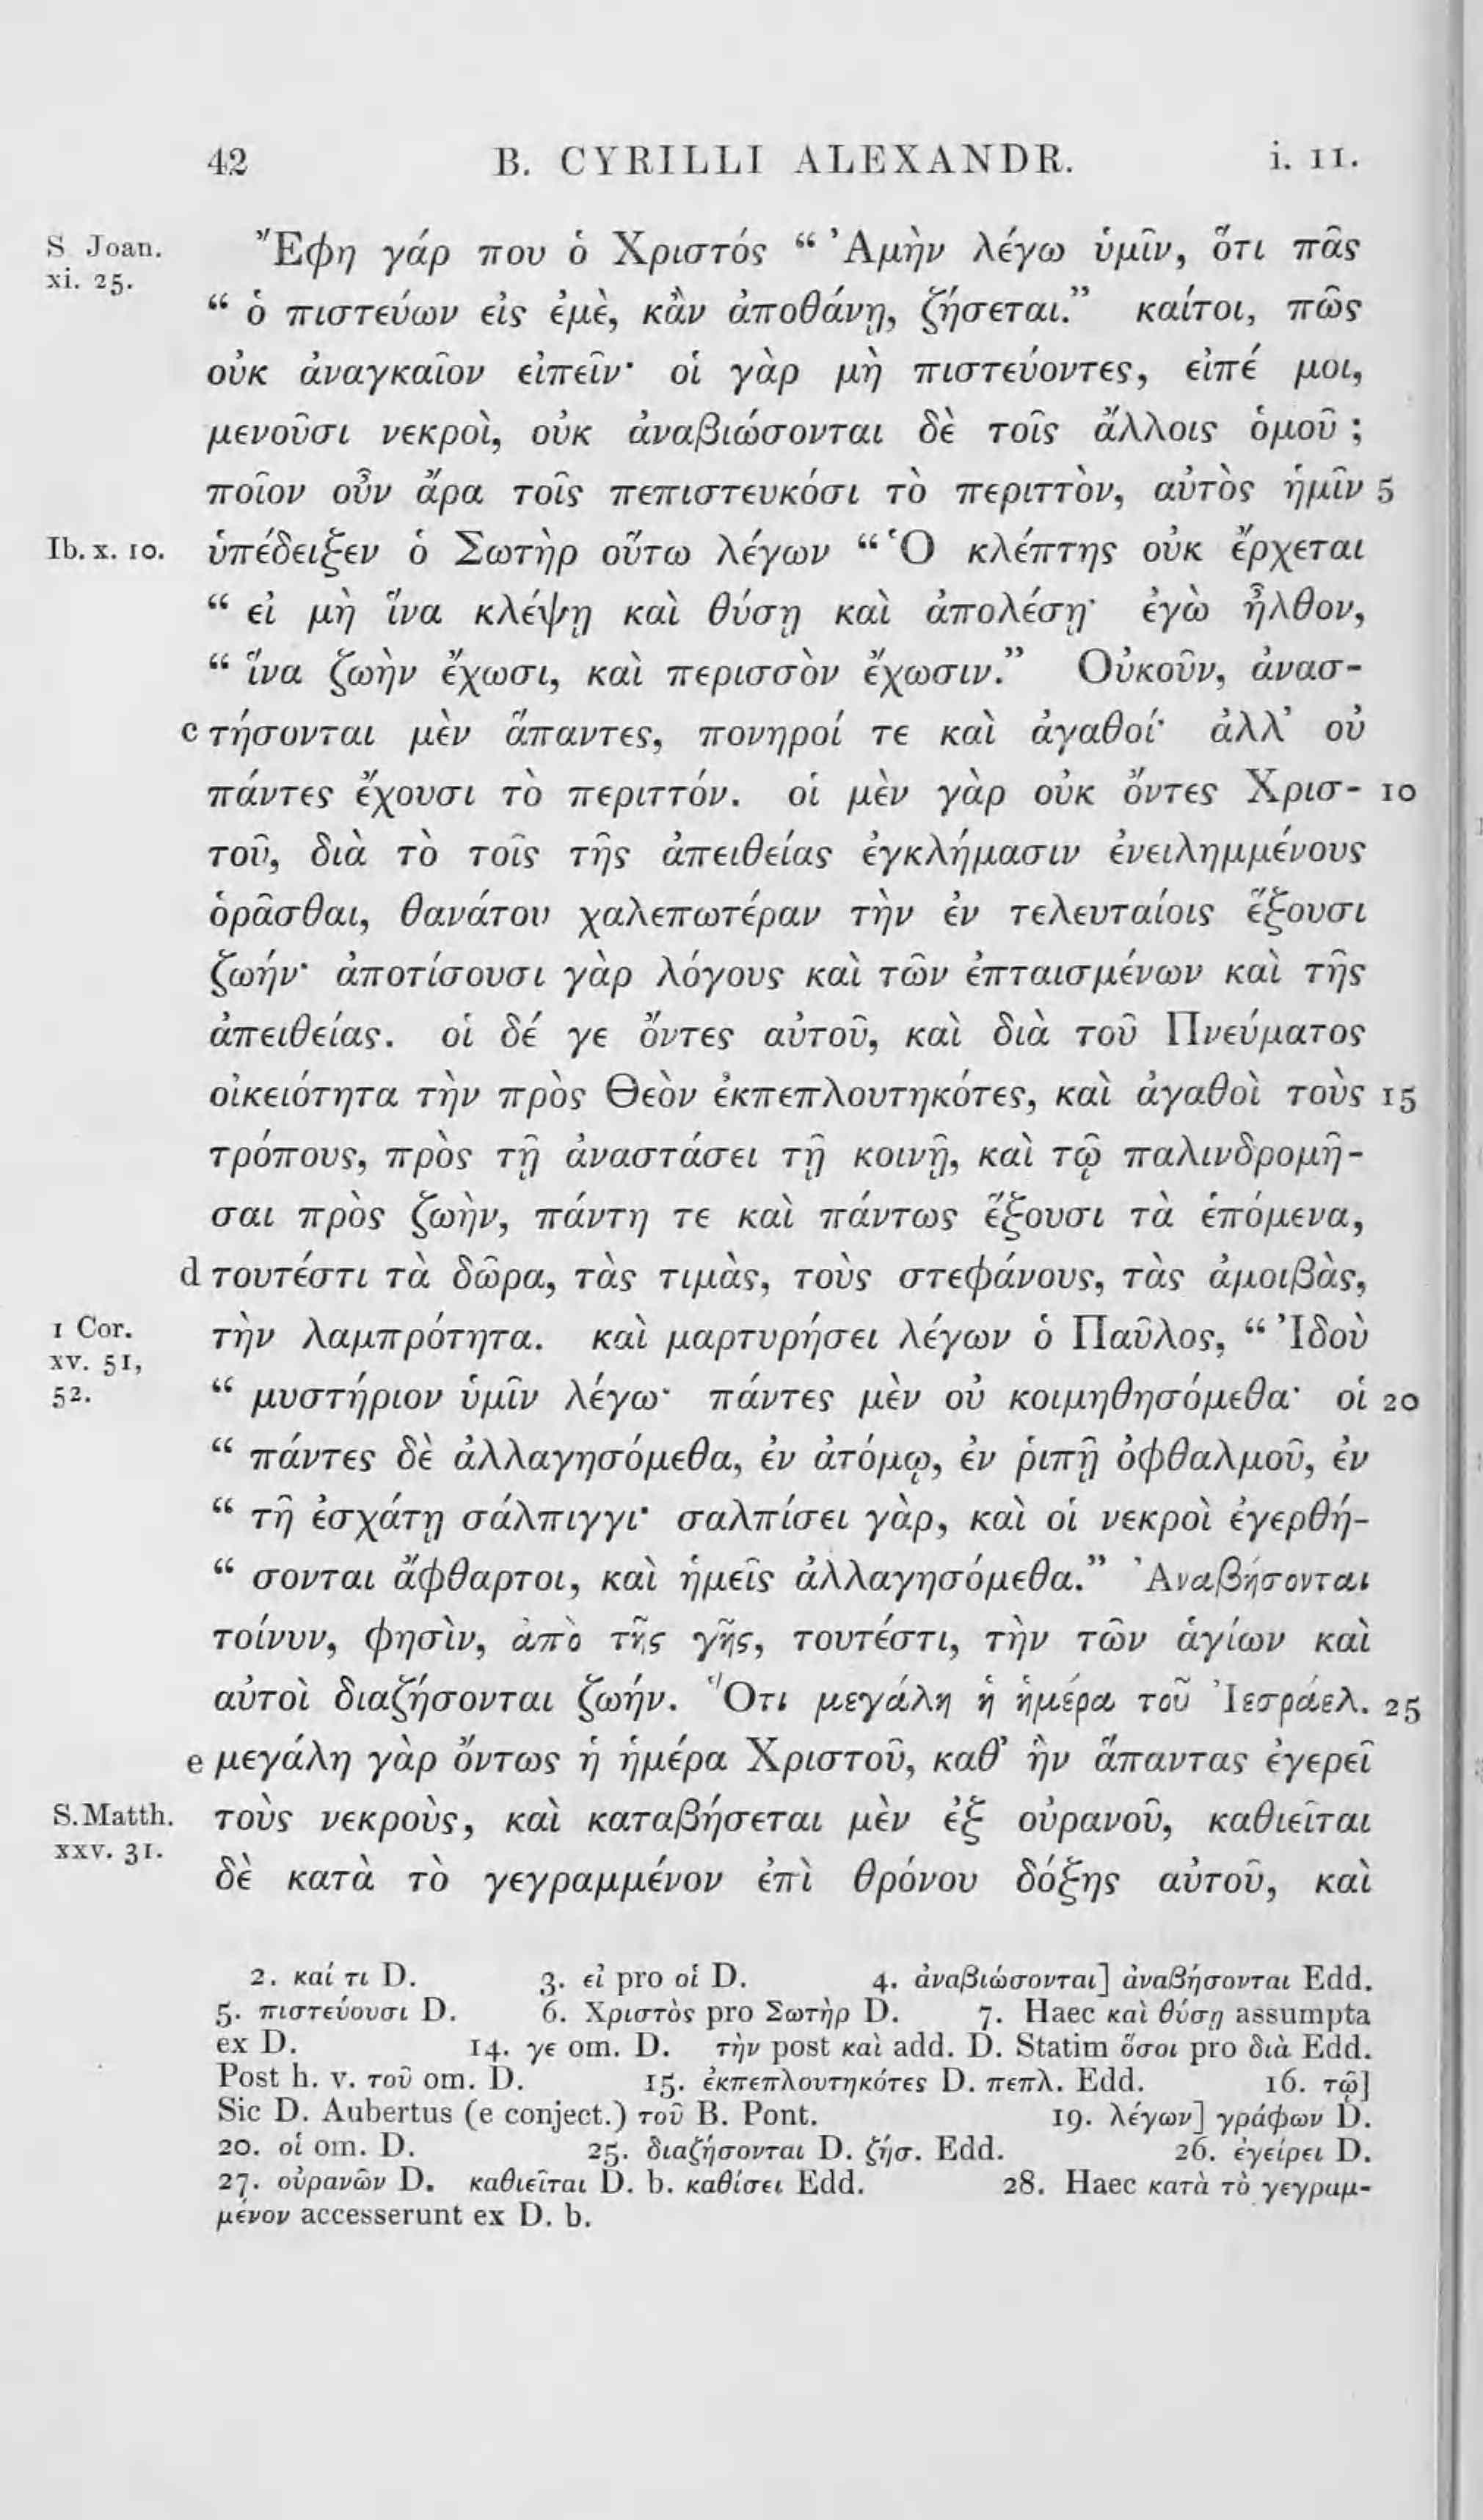 42 B. CYRILLI ALEXANDR. i. 11.
S Joan. xi. 25.
Ἔφη γάρ που ὁ Χριστός “ Ἀμὴν λέγω ὑμῖν, ὅτι πᾶς
“ ὁ πιστεύων εἰς ἐμὲ, κἂν ἀποθάνῃ, ζήσεται.” καίτοι, πῶς
οὐκ ἀναγκαῖον εἰπεῖν· οἱ γὰρ μὴ πιστεύοντες, εἰπέ μοι,
μενοῦσι νεκροὶ, οὐκ ἀναβιώσονται δὲ τοῖς ἄλλοις ὁμοῦ ;
ποῖον οὖν ἄρα τοῖς πεπιστευκόσι τὸ περιττὸν, αὐτὸς ἡμῖν 5
Ib. x. 10. ὑπέδειξεν ὁ Σωτὴρ οὕτω λέγων “ Ὁ κλέπτης οὐκ ἔρχεται
“ εἰ μὴ ἵνα κλέψῃ καὶ θύσῃ καὶ ἀπολέσῃ· ἐγὼ ἦλθον,
“ ἵνα ζωὴν ἔχωσι, καὶ περισσὸν ἔχωσιν.” Οὐκοῦν, ἀνασ-
c τήσονται μὲν ἅπαντες, πονηροί τε καὶ ἀγαθοί· ἀλλ’ οὐ
πάντες ἔχουσι τὸ περιττόν. οἱ μὲν γὰρ οὐκ ὄντες Χρισ- 10
τοῦ, διὰ τὸ τοῖς τῆς ἀπειθείας ἐγκλήμασιν ἐνειλημμένους
ὁρᾶσθαι, θανάτου χαλεπωτέραν τὴν ἐν τελευταίοις ἕξουσι
ζωήν· ἀποτίσουσι γὰρ λόγους καὶ τῶν ἐπταισμένων καὶ τῆς
ἀπειθείας. οἱ δέ γε ὄντες αὐτοῦ, καὶ διὰ τοῦ Πνεύματος
οἰκειότητα τὴν πρὸς Θεὸν ἐκπεπλουτηκότες, καὶ ἀγαθοὶ τοὺς 15
τρόπους, πρὸς τῇ ἀναστάσει τῇ κοινῇ, καὶ τῷ παλινδρομῆ-
σαι πρὸς ζωὴν, πάντη τε καὶ πάντως ἕξουσι τὰ ἑπόμενα,
d τουτέστι τὰ δῶρα, τὰς τιμὰς, τοὺς στεφάνους, τὰς ἀμοιβὰς,
1 Cor. xv. 51, 52.
τὴν λαμπρότητα. καὶ μαρτυρήσει λέγων ὁ Παῦλος, “ Ἰδοὺ
“ μυστήριον ὑμῖν λέγω· πάντες μὲν οὐ κοιμηθησόμεθα· οἱ 20
“ πάντες δὲ ἀλλαγησόμεθα, ἐν ἀτόμῳ, ἐν ῥιπῇ ὀφθαλμοῦ, ἐν
“ τῇ ἐσχάτῃ σάλπιγγι· σαλπίσει γὰρ, καὶ οἱ νεκροὶ ἐγερθή-
“ σονται ἄφθαρτοι, καὶ ἡμεῖς ἀλλαγησόμεθα.” Ἀναβήσονται
τοίνυν, φησὶν, ἀπὸ τῆς γῆς, τουτέστι, τὴν τῶν ἁγίων καὶ
αὐτοὶ διαζήσονται ζωήν. Ὅτι μεγάλη ἡ ἡμέρα τοῦ Ἰεσράελ. 25
e μεγάλη γὰρ ὄντως ἡ ἡμέρα Χριστοῦ, καθ’ ἣν ἅπαντας ἐγερεῖ
S. Matth. xxv. 31.
τοὺς νεκροὺς, καὶ καταβήσεται μὲν ἐξ οὐρανοῦ, καθιεῖται
δὲ κατὰ τὸ γεγραμμένον ἐπὶ θρόνου δόξης αὐτοῦ, καὶ
2. καί τι D. 3. εἰ pro οἱ D. 4. ἀναβιώσονται] ἀναβήσονται Edd.
5. πιστεύουσι D. 6. Χριστὸς pro Σωτὴρ D. 7. Haec καὶ θύσῃ assumpta
ex D. 14. γε om. D. τὴν post καὶ add. D. Statim ὅσοι pro διὰ Edd.
Post h. v. τοῦ om. D. 15. ἐκπεπλουτηκότες D. πεπλ. Edd. 16. τῷ]
Sic D. Aubertus (e conject.) τοῦ B. Pont. 19. λέγων] γράφων D.
20. οἱ om. D. 25. διαζήσονται D. ζήσ. Edd. 26. ἐγείρει D.
27. οὐρανῶν D. καθιεῖται D. b. καθίσει Edd. 28. Haec κατὰ τὸ γεγραμ-
μένον accesserunt ex D. b.